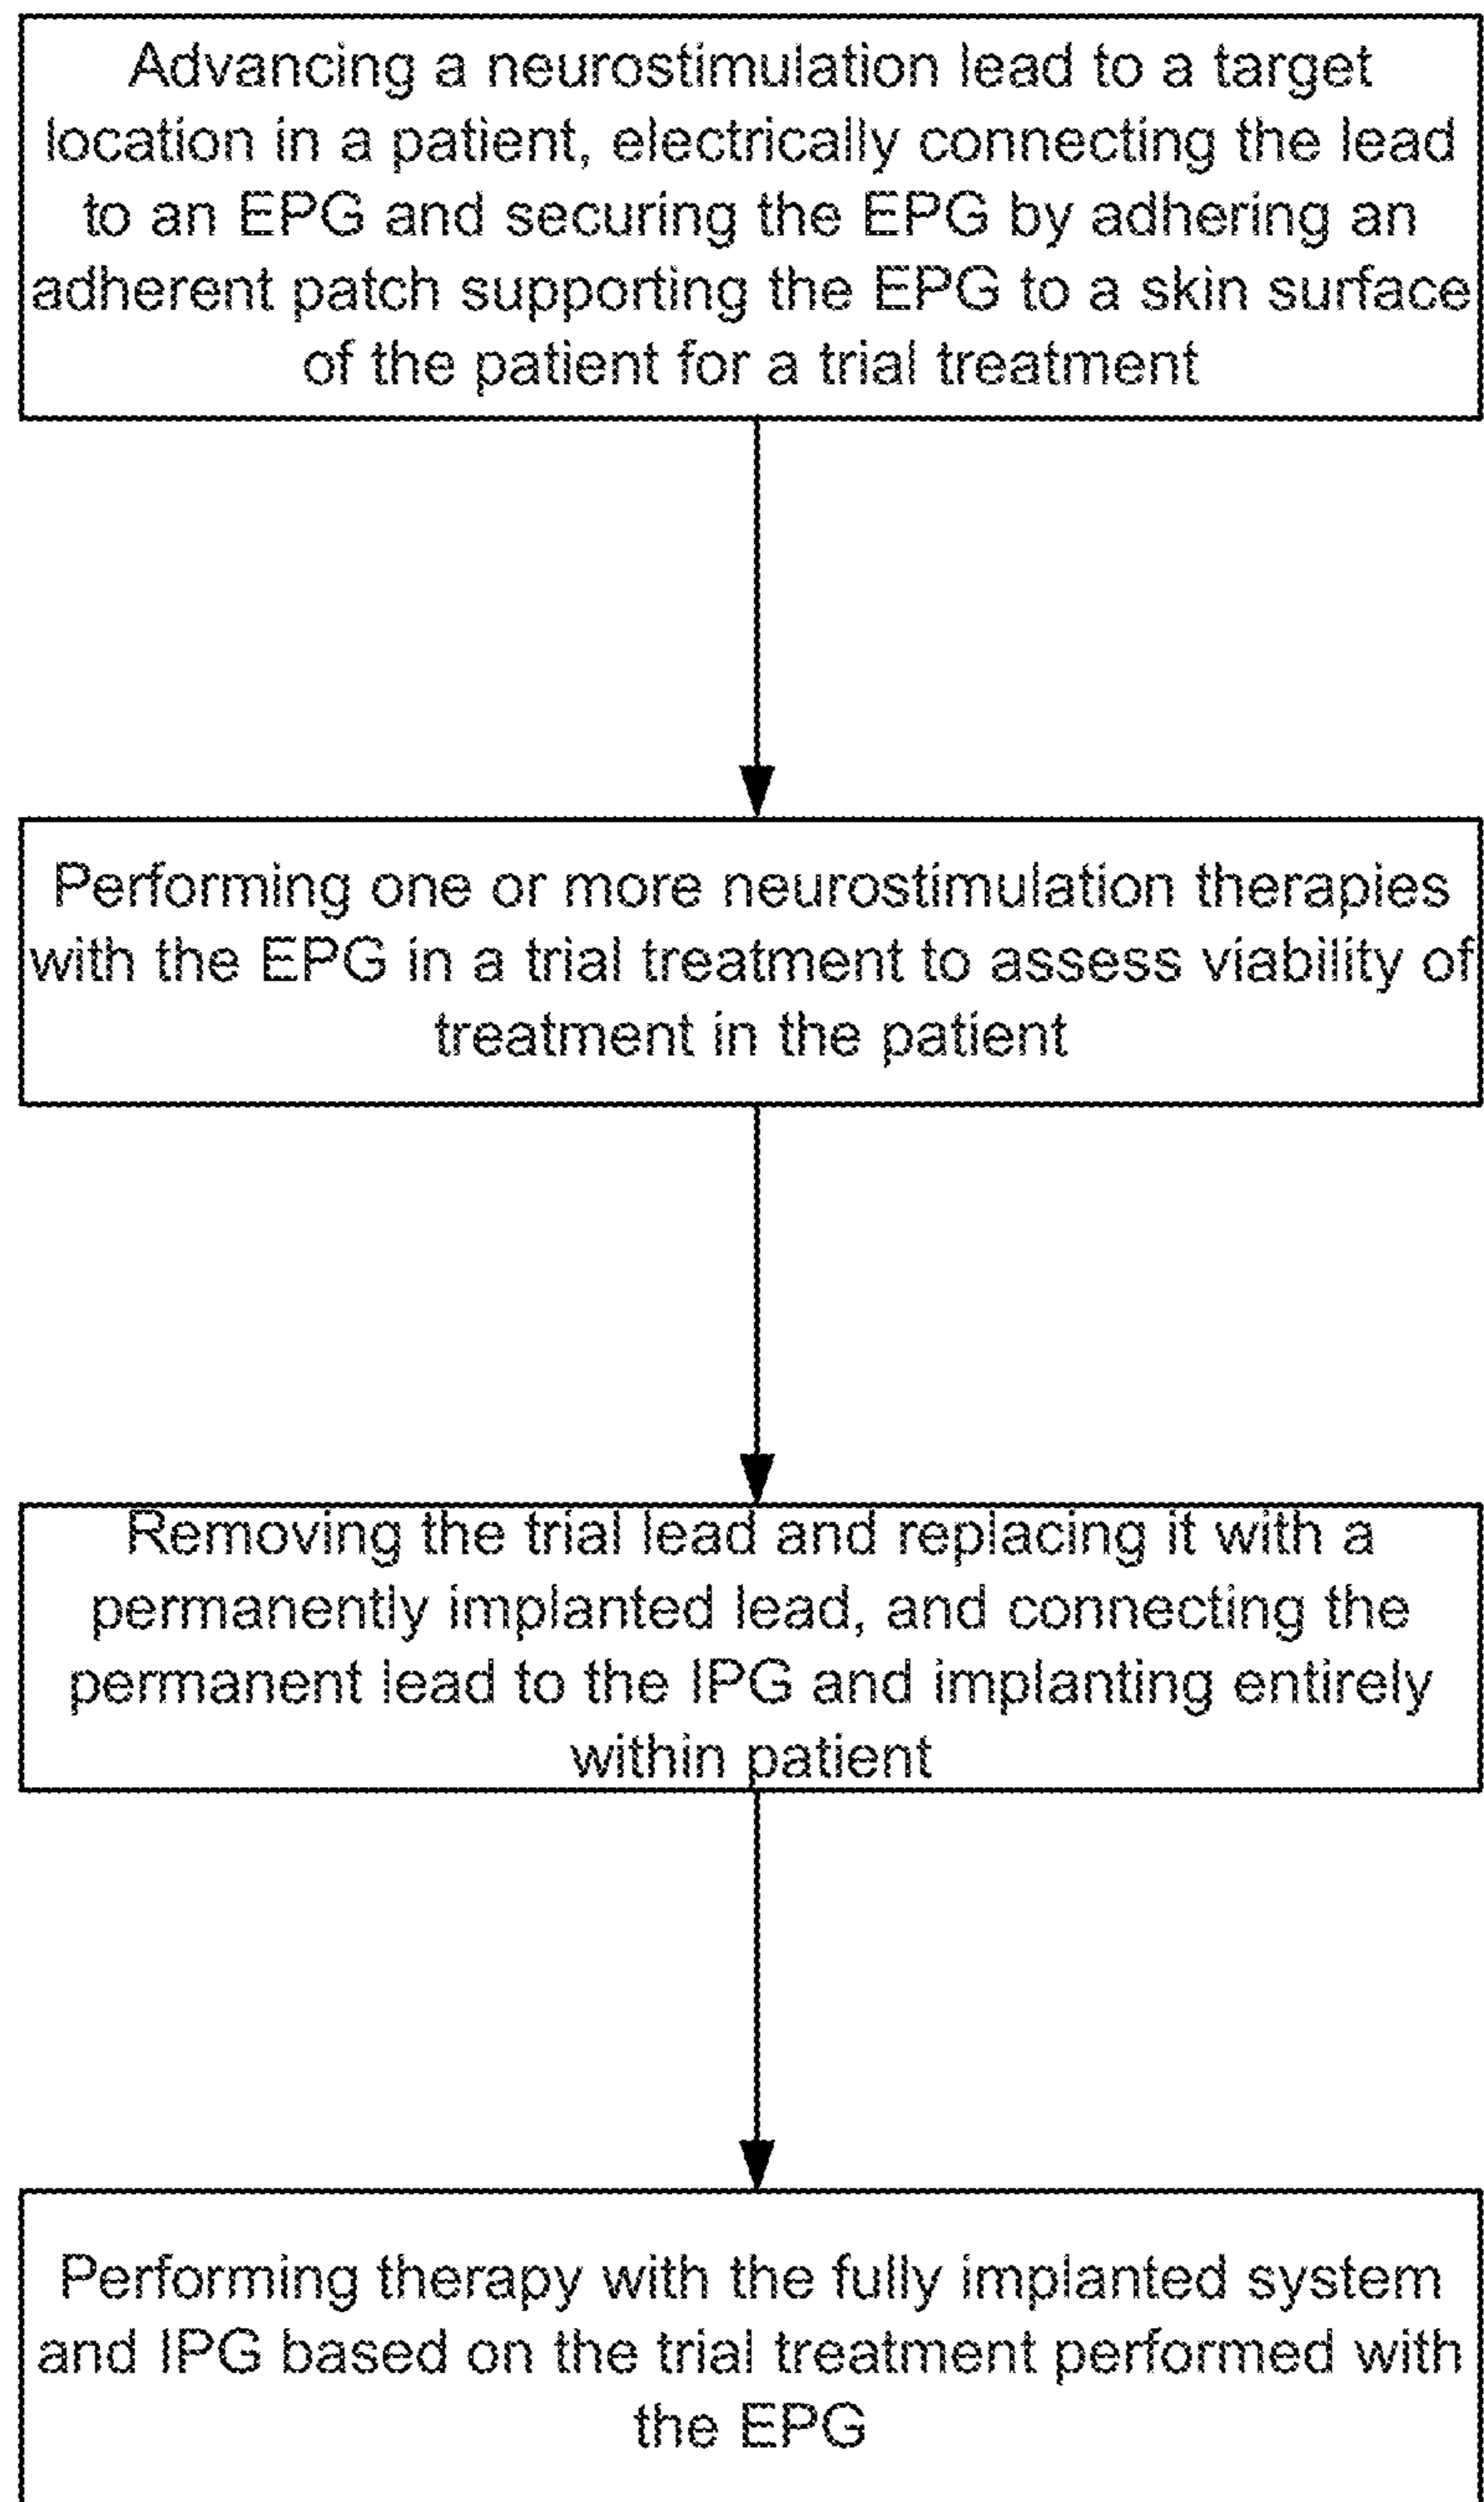 Advancing a neurostimulation lead to a target
location in a patient, electrically connecting the lead
to an EPG and securing the EPG by adhering an
adherent patch supporting the EPG to a skin surface
of the patient for a trial treatment
Performing one or more neurostimulation therapies
with the EPG in a trial treatment to assess viability of
treatment in the patient
Removing the trial lead and replacing it with a
permanently implanted lead, and connecting the
permanent lead to the IPG and implanting entirely
within patient
Performing therapy with the fully implanted system
and IPG based on the trial treatment performed with
the EPG